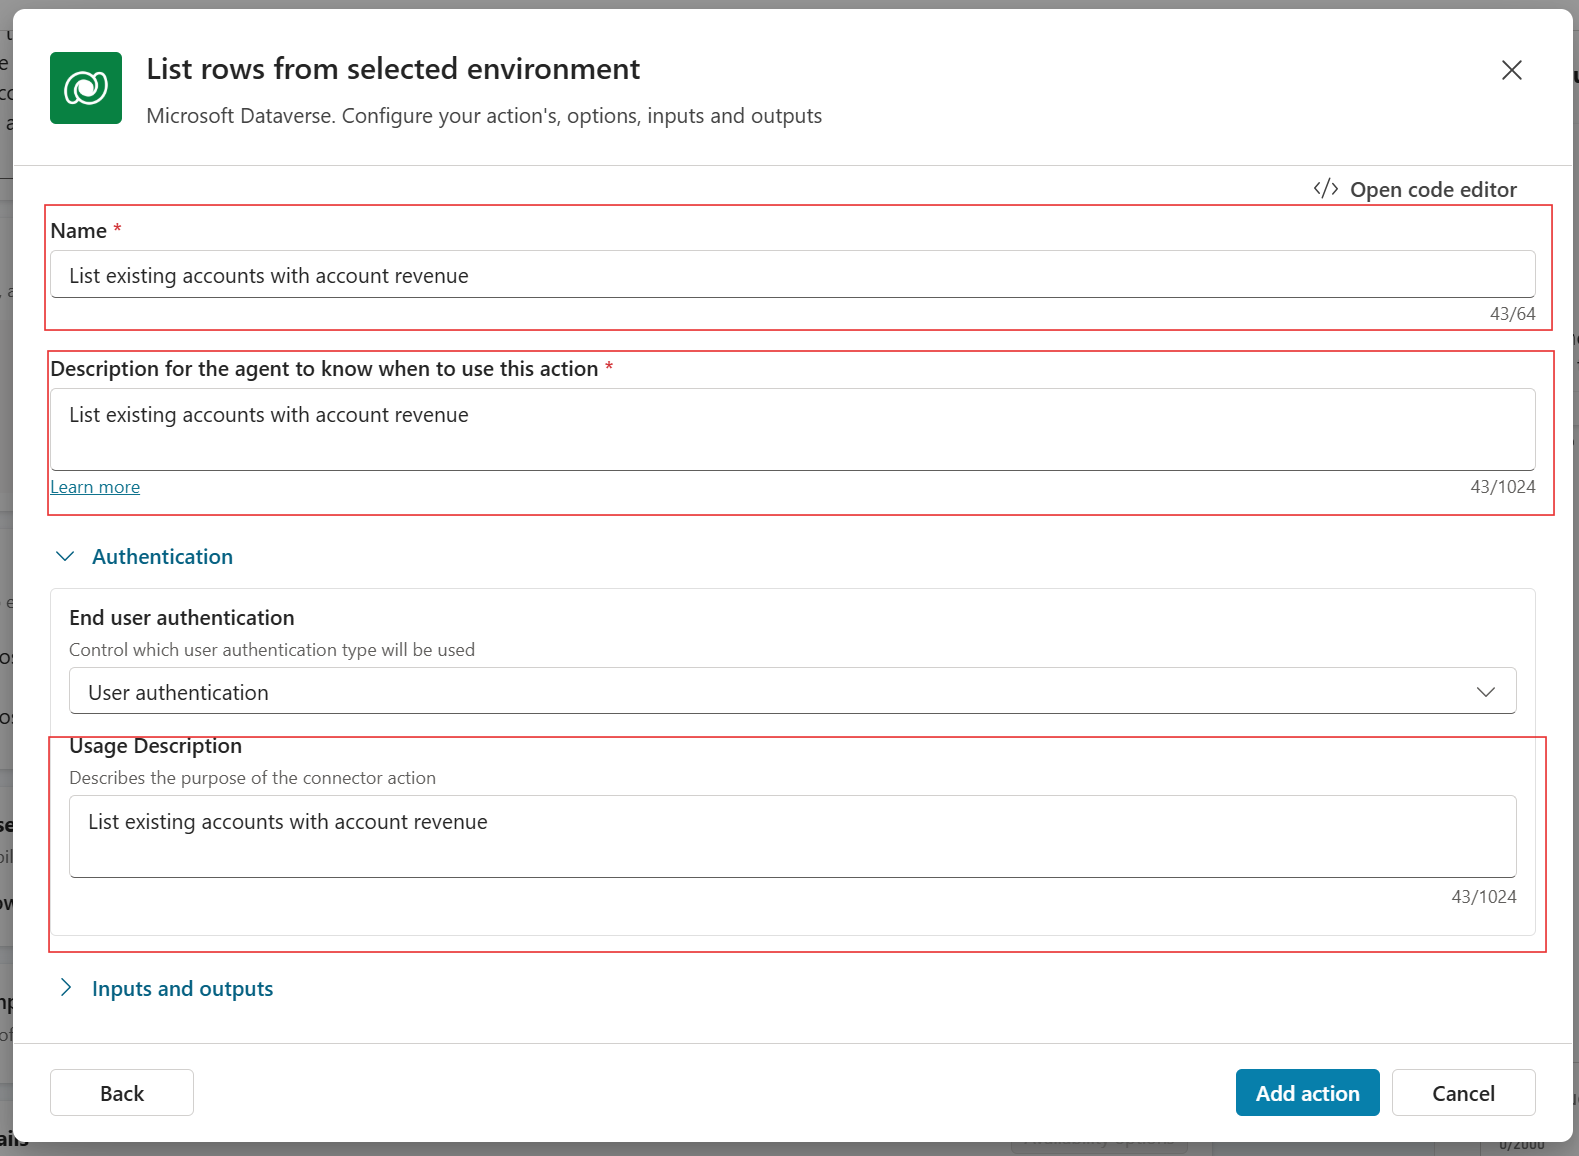 List rows from selected environment
Microsoft Dataverse. Configure your action's, options, inputs and outputs
</> Open code editor
Name *
List existing accounts with account revenue
43/64
Description for the agent to know when to use this action *
List existing accounts with account revenue
Learn more
43/1024
Authentication
End user authentication
Control which user authentication type will be used
User authentication
Usage Description
Describes the purpose of the connector action
List existing accounts with account revenue
43/1024
Inputs and outputs
Back
Add action
Cancel
0/2000